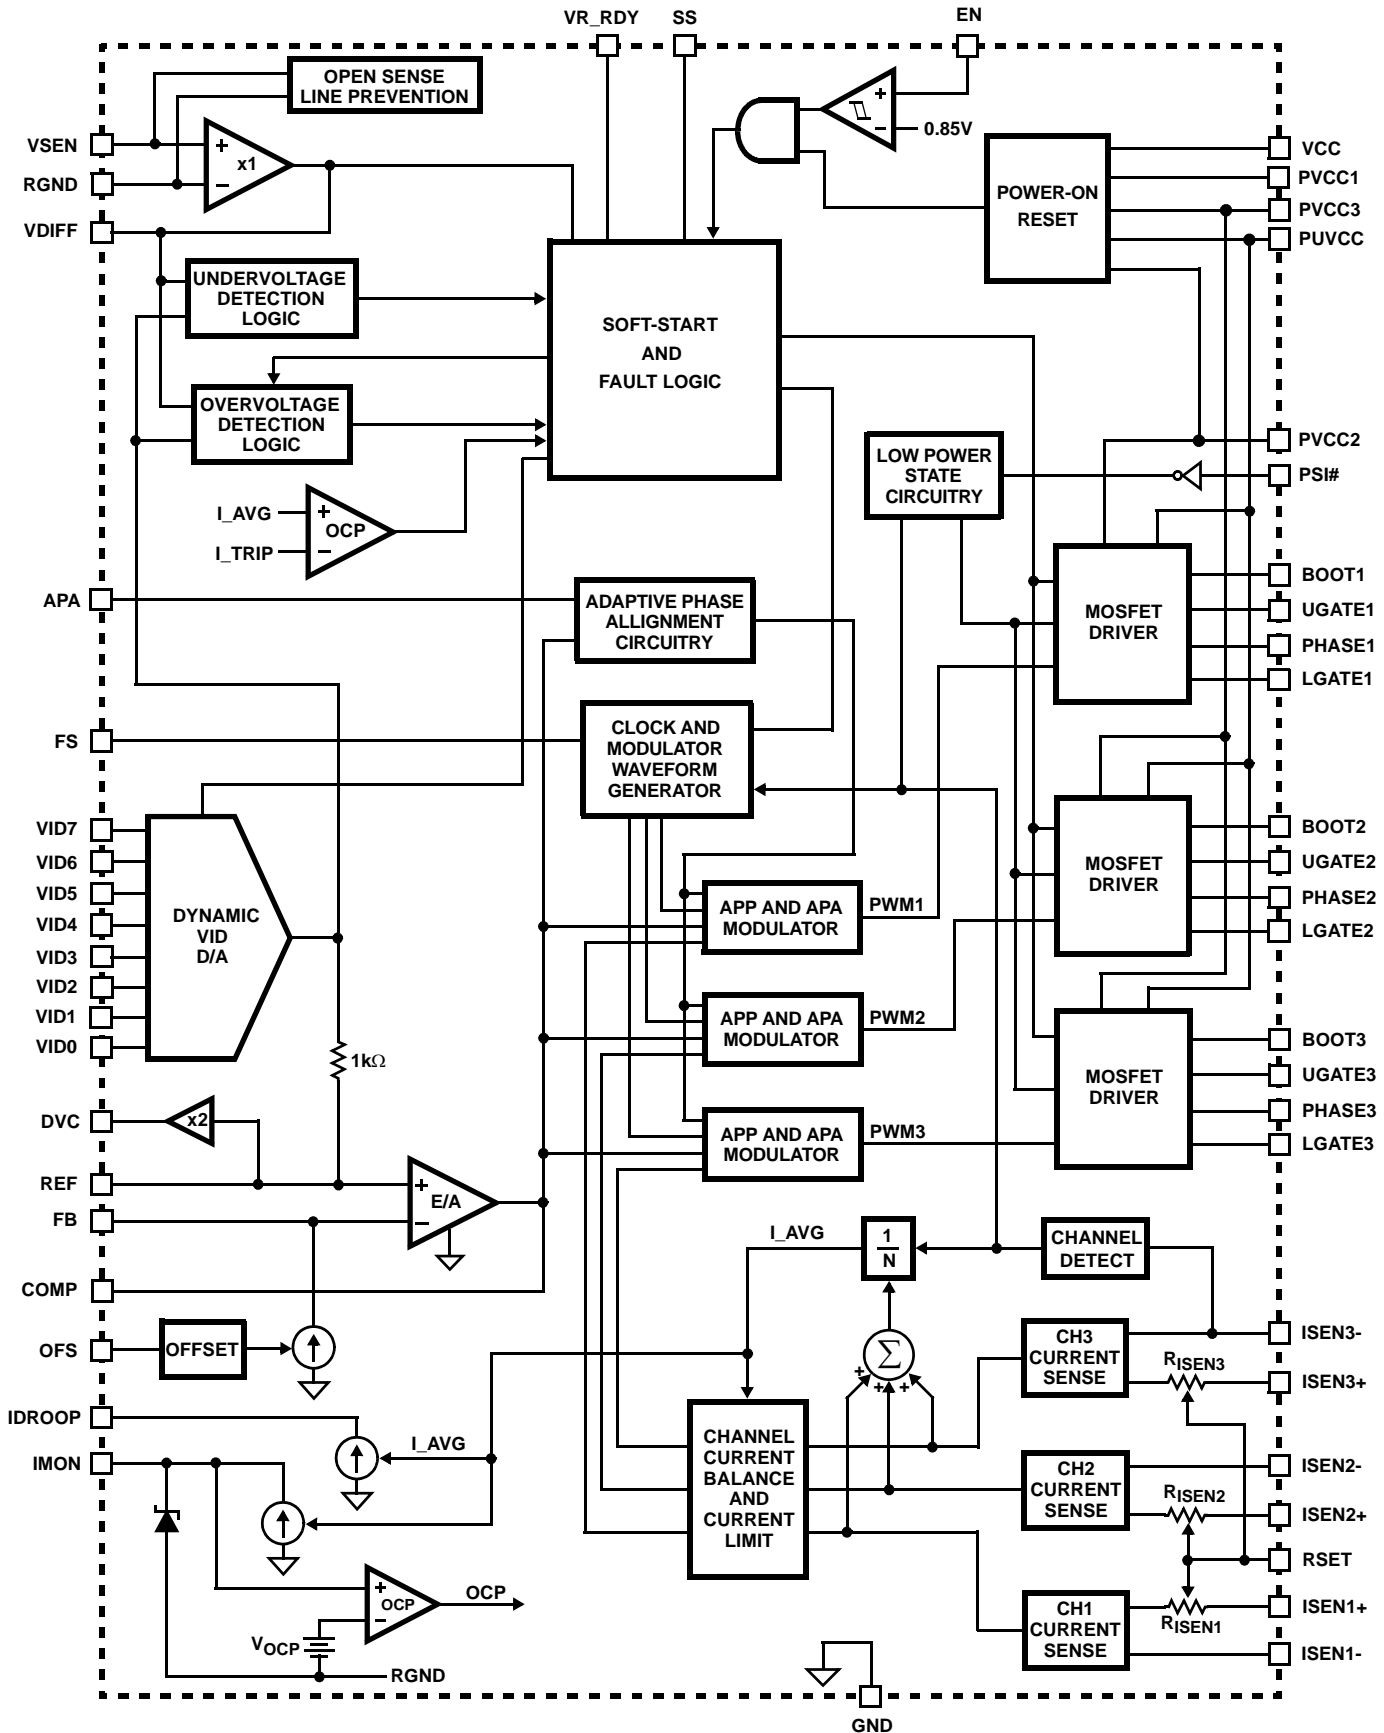 VR_RDY
SS
EN
OPEN SENSE
LINE PREVENTION
+
−
0.85V
VSEN
RGND
VDIFF
+
x1
−
POWER-ON
RESET
VCC
PVCC1
PVCC3
PUVCC
UNDERVOLTAGE
DETECTION
LOGIC
SOFT-START
AND
FAULT LOGIC
OVERVOLTAGE
DETECTION
LOGIC
LOW POWER
STATE
CIRCUITRY
PVCC2
PSI#
I_AVG
I_TRIP
+
OCP
−
APA
ADAPTIVE PHASE
ALLIGNMENT
CIRCUITRY
MOSFET
DRIVER
BOOT1
UGATE1
PHASE1
LGATE1
FS
CLOCK AND
MODULATOR
WAVEFORM
GENERATOR
VID7
VID6
VID5
VID4
VID3
VID2
VID1
VID0
DYNAMIC
VID
D/A
APP AND APA
MODULATOR
PWM1
MOSFET
DRIVER
BOOT2
UGATE2
PHASE2
LGATE2
APP AND APA
MODULATOR
PWM2
1kΩ
MOSFET
DRIVER
BOOT3
UGATE3
PHASE3
LGATE3
DVC
x2
APP AND APA
MODULATOR
PWM3
REF
FB
+
E/A
−
COMP
I_AVG
1
N
CHANNEL
DETECT
OFS
OFFSET
Σ
+
+
+
CH3
CURRENT
SENSE
RISEN3
ISEN3-
ISEN3+
IDROOP
IMON
I_AVG
CHANNEL
CURRENT
BALANCE
AND
CURRENT
LIMIT
CH2
CURRENT
SENSE
RISEN2
ISEN2-
ISEN2+
RSET
+
OCP
−
OCP
VOCP
RGND
CH1
CURRENT
SENSE
RISEN1
ISEN1+
ISEN1-
GND